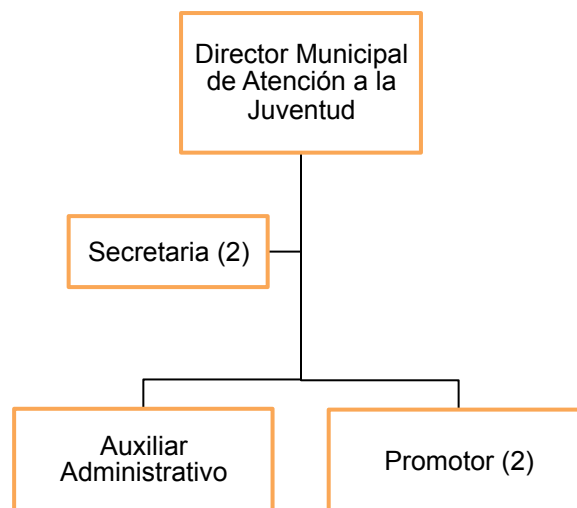 Director Municipal
de Atención a la
Juventud
Secretaria (2)
Auxiliar
Administrativo
Promotor (2)